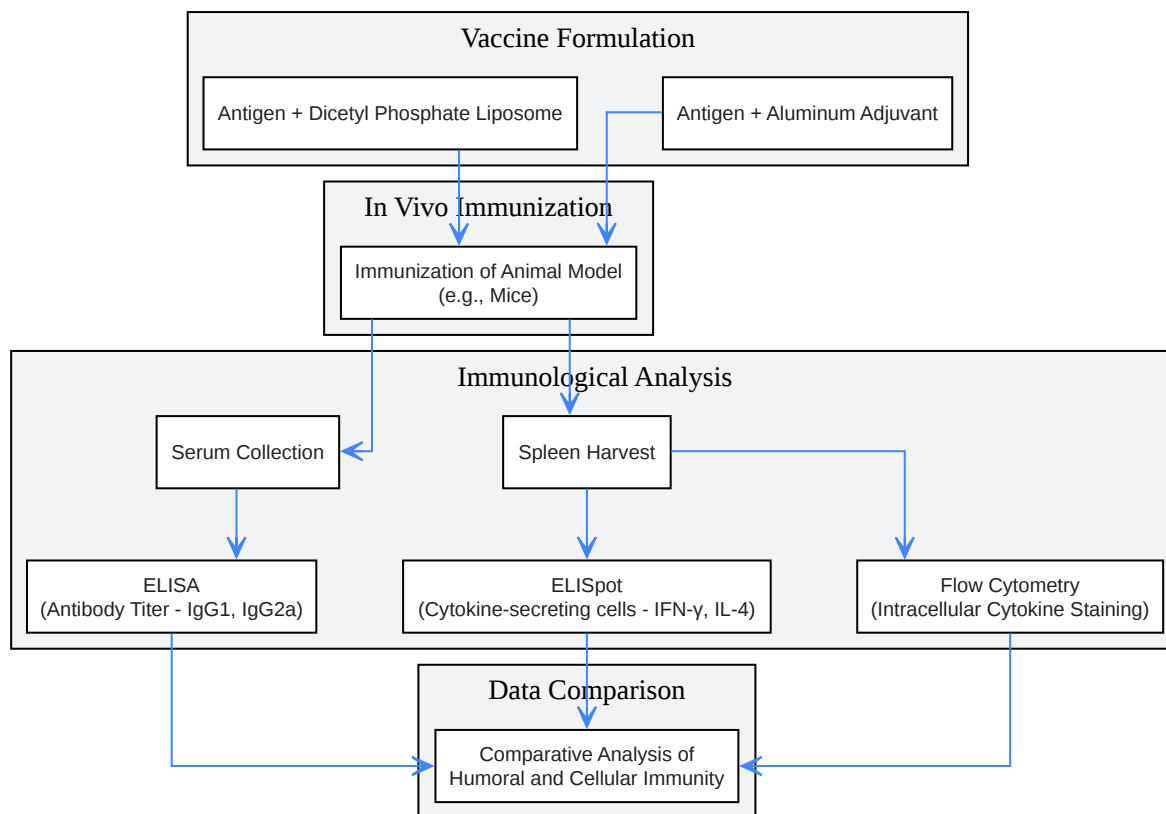 Vaccine Formulation
Antigen + Dicetyl Phosphate Liposome
Antigen + Aluminum Adjuvant
In Vivo Immunization
Immunization of Animal Model
(e.g., Mice)
Immunological Analysis
Serum Collection
Spleen Harvest
ELISA
(Antibody Titer - IgG1, IgG2a)
ELISpot
(Cytokine-secreting cells - IFN-γ, IL-4)
Flow Cytometry
(Intracellular Cytokine Staining)
Data Comparison
Comparative Analysis of
Humoral and Cellular Immunity